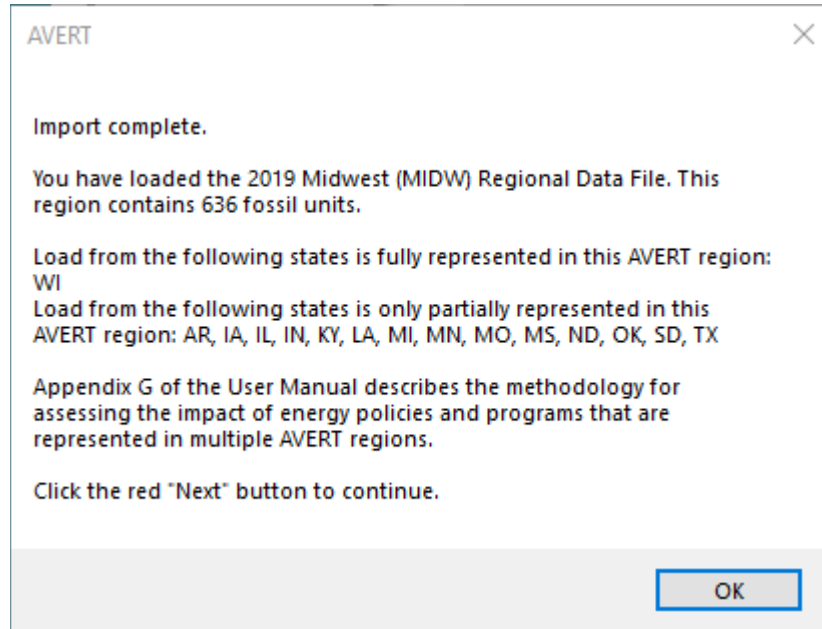 AVERT
Import complete.
You have loaded the 2019 Midwest (MIDW) Regional Data File. This
region contains 636 fossil units.
Load from the following states is fully represented in this AVERT region:
WI
Load from the following states is only partially represented in this
AVERT region: AR, IA, IL, IN, KY, LA, MI, MN, MO, MS, ND, OK, SD, TX
Appendix G of the User Manual describes the methodology for
assessing the impact of energy policies and programs that are
represented in multiple AVERT regions.
Click the red "Next" button to continue.
OK